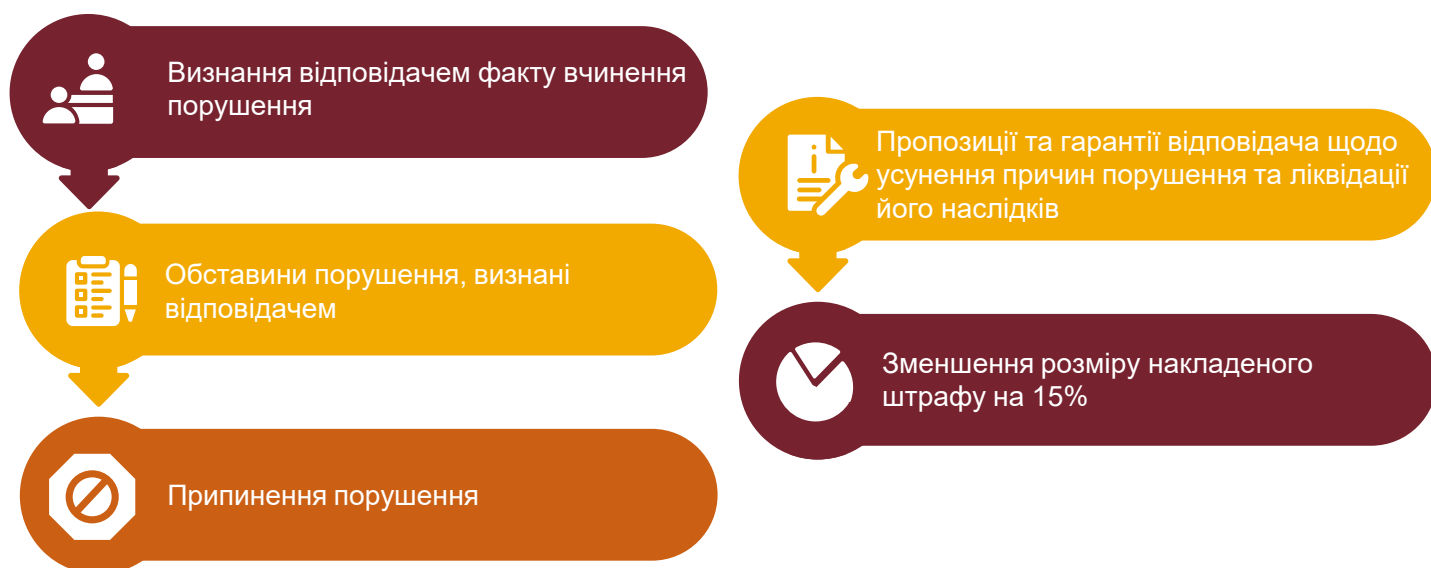 Визнання відповідачем факту вчинення
порушення
Обставини порушення, визнані
відповідачем
Припинення порушення
Пропозиції та гарантії відповідача щодо
усунення причин порушення та ліквідації
його наслідків
Зменшення розміру накладеного
штрафу на 15%